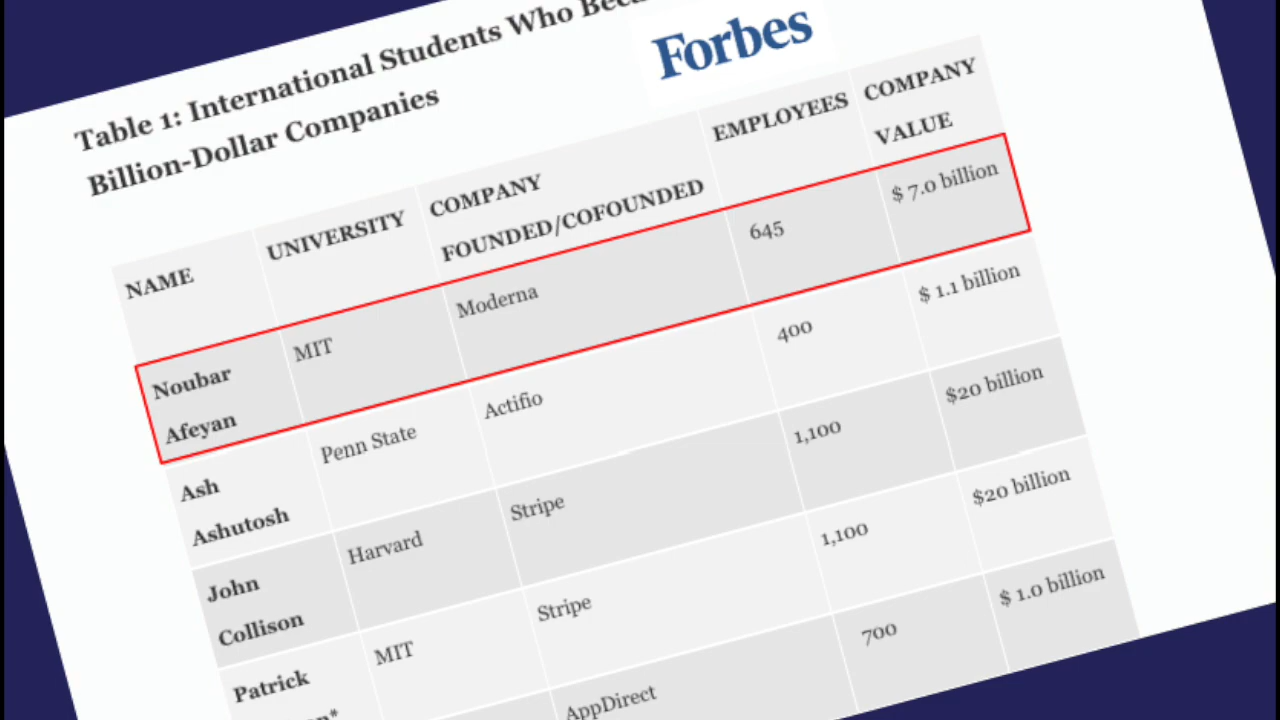 Table 1: International Students Who
Billion-Dollar Companies
Forbes
NAME
UNIVERSITY
COMPANY
FOUNDED/COFOUNDED
EMPLOYEES
COMPANY
VALUE
Noubar
Afeyan
MIT
Moderna
645
$ 7.0 billion
Ash
Ashutosh
Penn State
Actifio
400
$ 1.1 billion
John
Collison
Harvard
Stripe
1,100
$20 billion
Patrick
MIT
Stripe
1,100
$20 billion
AppDirect
700
$ 1.0 billion